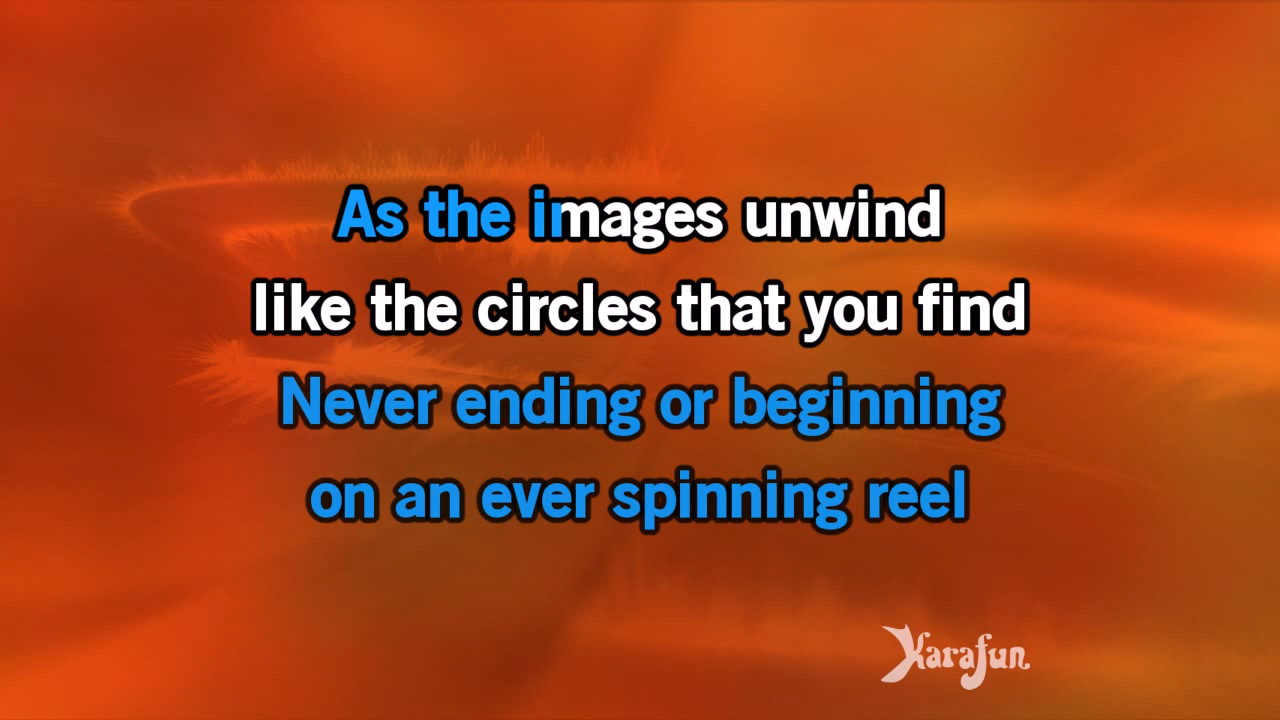 As the images unwind
like the circles that you find
Never ending or beginning
on an ever spinning reel
Karafun